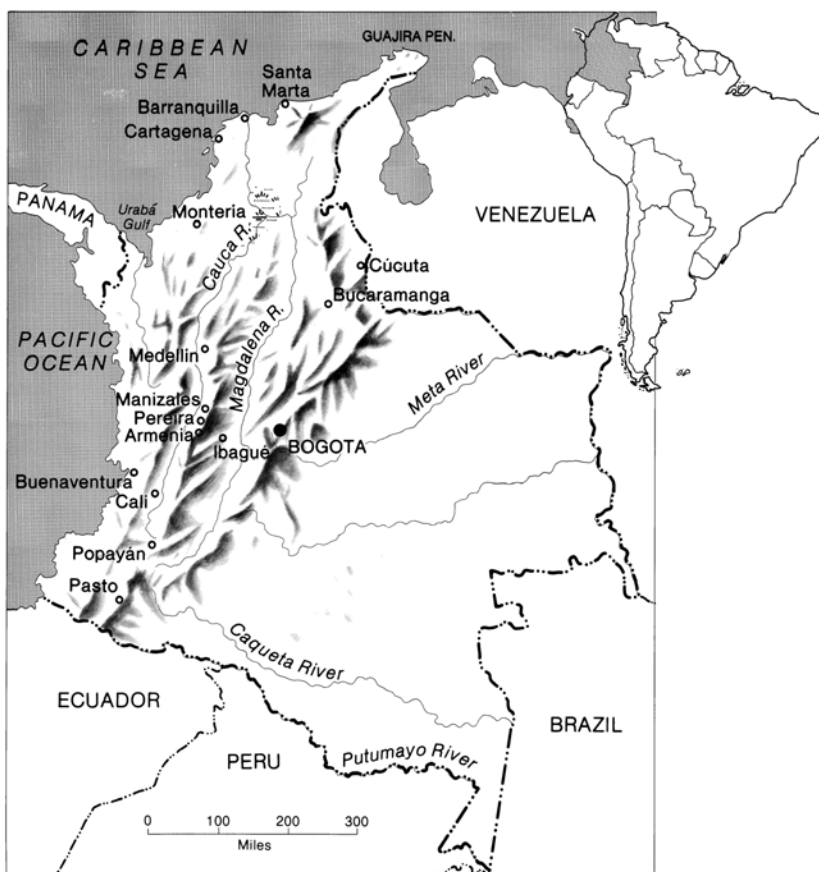 CARIBBEAN
SEA
GUAJIRA PEN.
Santa
Marta
Barranquilla
Cartagena
PANAMA
Urabá
Gulf
Monteria
VENEZUELA
Cauca R.
Cúcuta
Bucaramanga
PACIFIC
OCEAN
Medellín
Magdalena R.
Meta River
Manizales
Pereira
Armenia
Ibagué
BOGOTA
Buenaventura
Cali
Popayán
Pasto
Caqueta River
ECUADOR
BRAZIL
PERU
Putumayo River
0 100 200 300
Miles